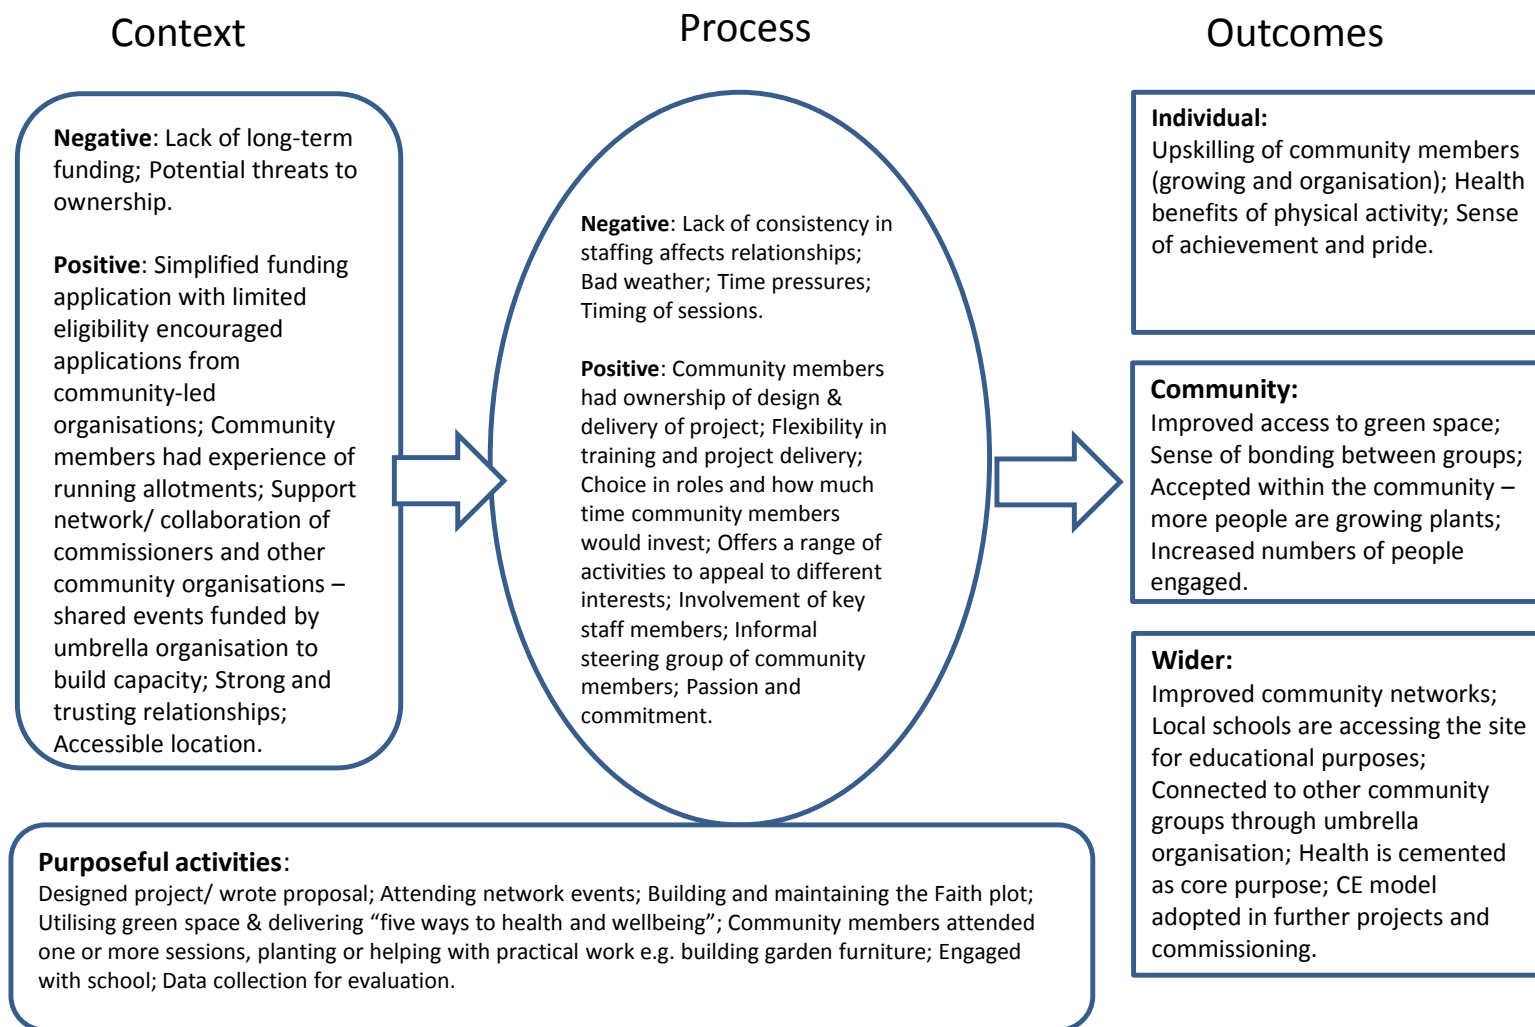 Context
Process
Outcomes
Negative: Lack of long-term
funding; Potential threats to
ownership.
Positive: Simplified funding
application with limited
eligibility encouraged
applications from
community-led
organisations; Community
members had experience of
running allotments; Support
network/ collaboration of
commissioners and other
community organisations –
shared events funded by
umbrella organisation to
build capacity; Strong and
trusting relationships;
Accessible location.
Negative: Lack of consistency in
staffing affects relationships;
Bad weather; Time pressures;
Timing of sessions.
Positive: Community members
had ownership of design &
delivery of project; Flexibility in
training and project delivery;
Choice in roles and how much
time community members
would invest; Offers a range of
activities to appeal to different
interests; Involvement of key
staff members; Informal
steering group of community
members; Passion and
commitment.
Individual:
Upskilling of community members
(growing and organisation); Health
benefits of physical activity; Sense
of achievement and pride.
Community:
Improved access to green space;
Sense of bonding between groups;
Accepted within the community –
more people are growing plants;
Increased numbers of people
engaged.
Wider:
Improved community networks;
Local schools are accessing the site
for educational purposes;
Connected to other community
groups through umbrella
organisation; Health is cemented
as core purpose; CE model
adopted in further projects and
commissioning.
Purposeful activities:
Designed project/ wrote proposal; Attending network events; Building and maintaining the Faith plot;
Utilising green space & delivering “five ways to health and wellbeing”; Community members attended
one or more sessions, planting or helping with practical work e.g. building garden furniture; Engaged
with school; Data collection for evaluation.